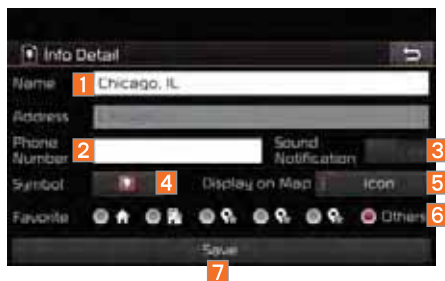 Info Detail
Name 1 Chicago, IL
Address
Phone Number 2 Sound Notification 3
Symbol 4 Display on Map Icon 5
Favorite Others 6
Save
7